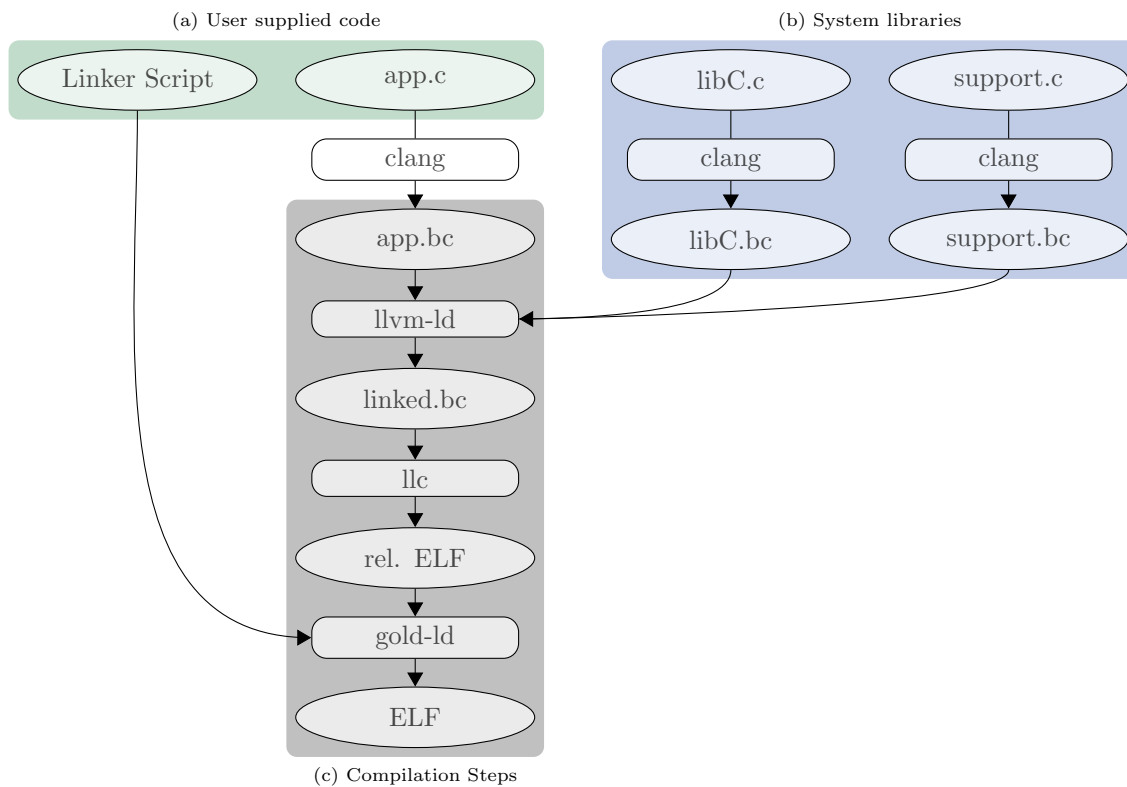 (a) User supplied code
(b) System libraries
Linker Script
app.c
libC.c
support.c
clang
clang
clang
app.bc
libC.bc
support.bc
llvm-ld
linked.bc
llc
rel. ELF
gold-ld
ELF
(c) Compilation Steps